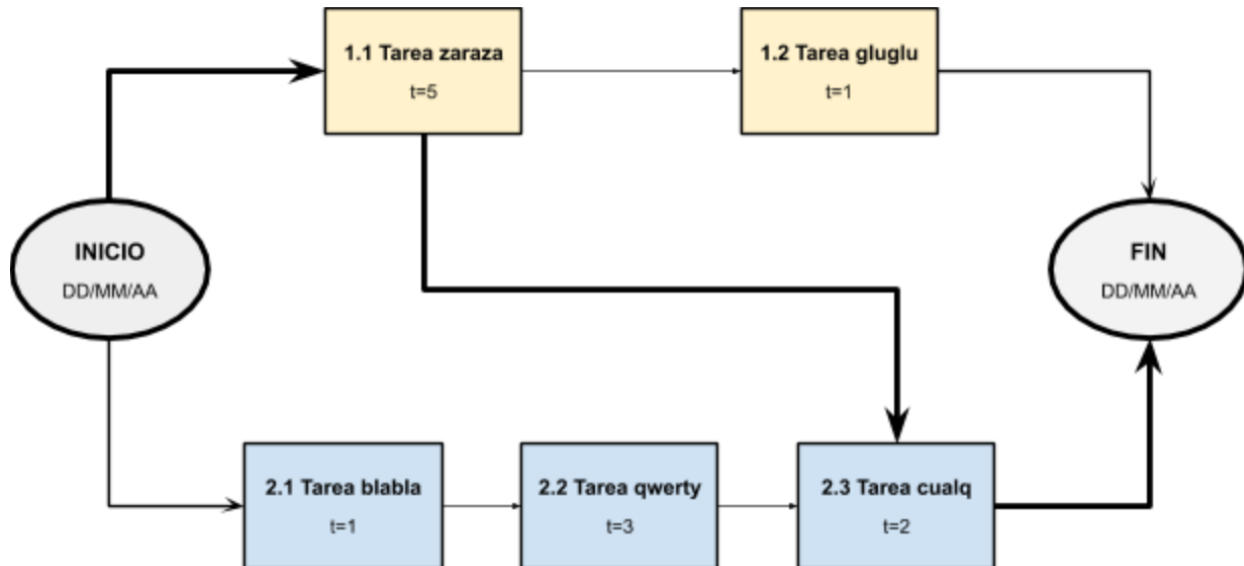 1.1 Tarea zaraza
t=5
1.2 Tarea gluglu
t=1
INICIO
DD/MM/AA
FIN
DD/MM/AA
2.1 Tarea blabla
t=1
2.2 Tarea qwerty
t=3
2.3 Tarea cualq
t=2